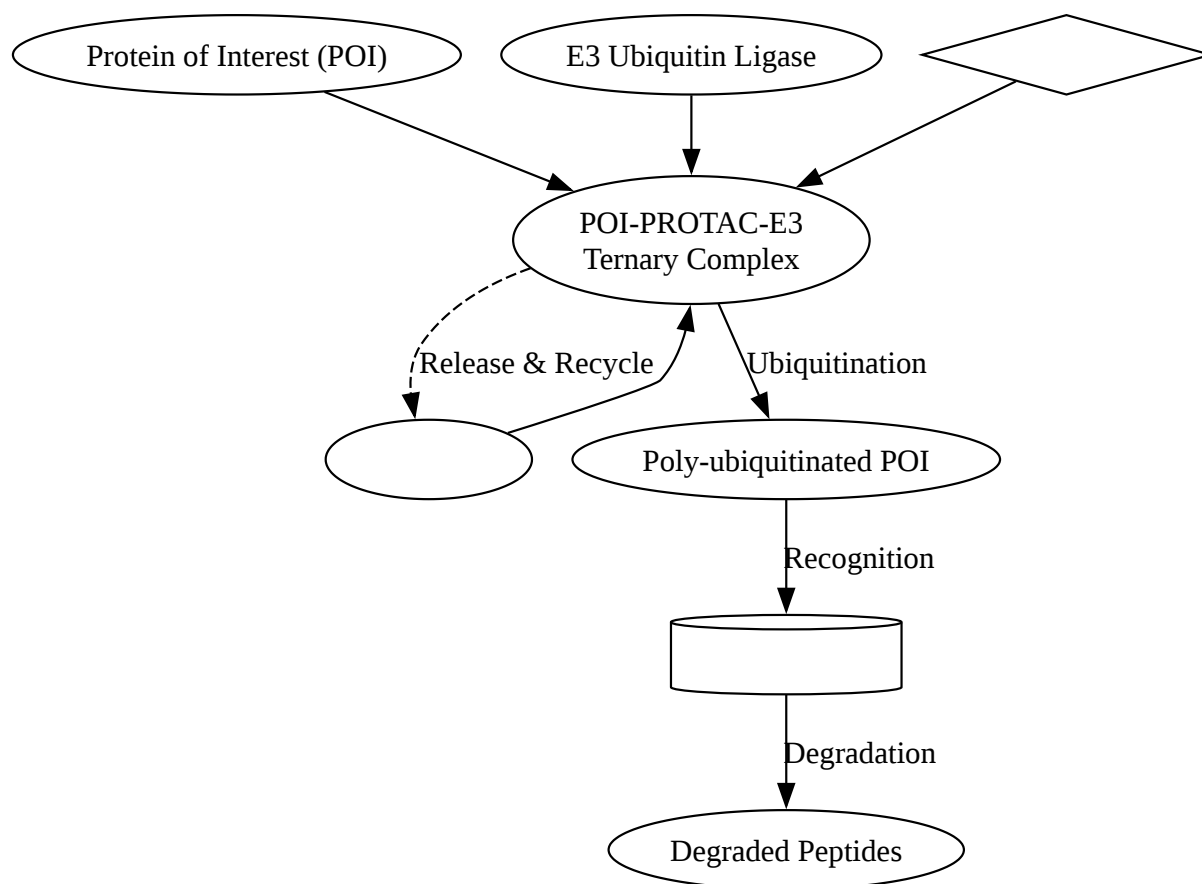 Protein of Interest (POI)
E3 Ubiquitin Ligase
POI-PROTAC-E3
Ternary Complex
Release & Recycle
Ubiquitination
Poly-ubiquitinated POI
Recognition
Degradation
Degraded Peptides